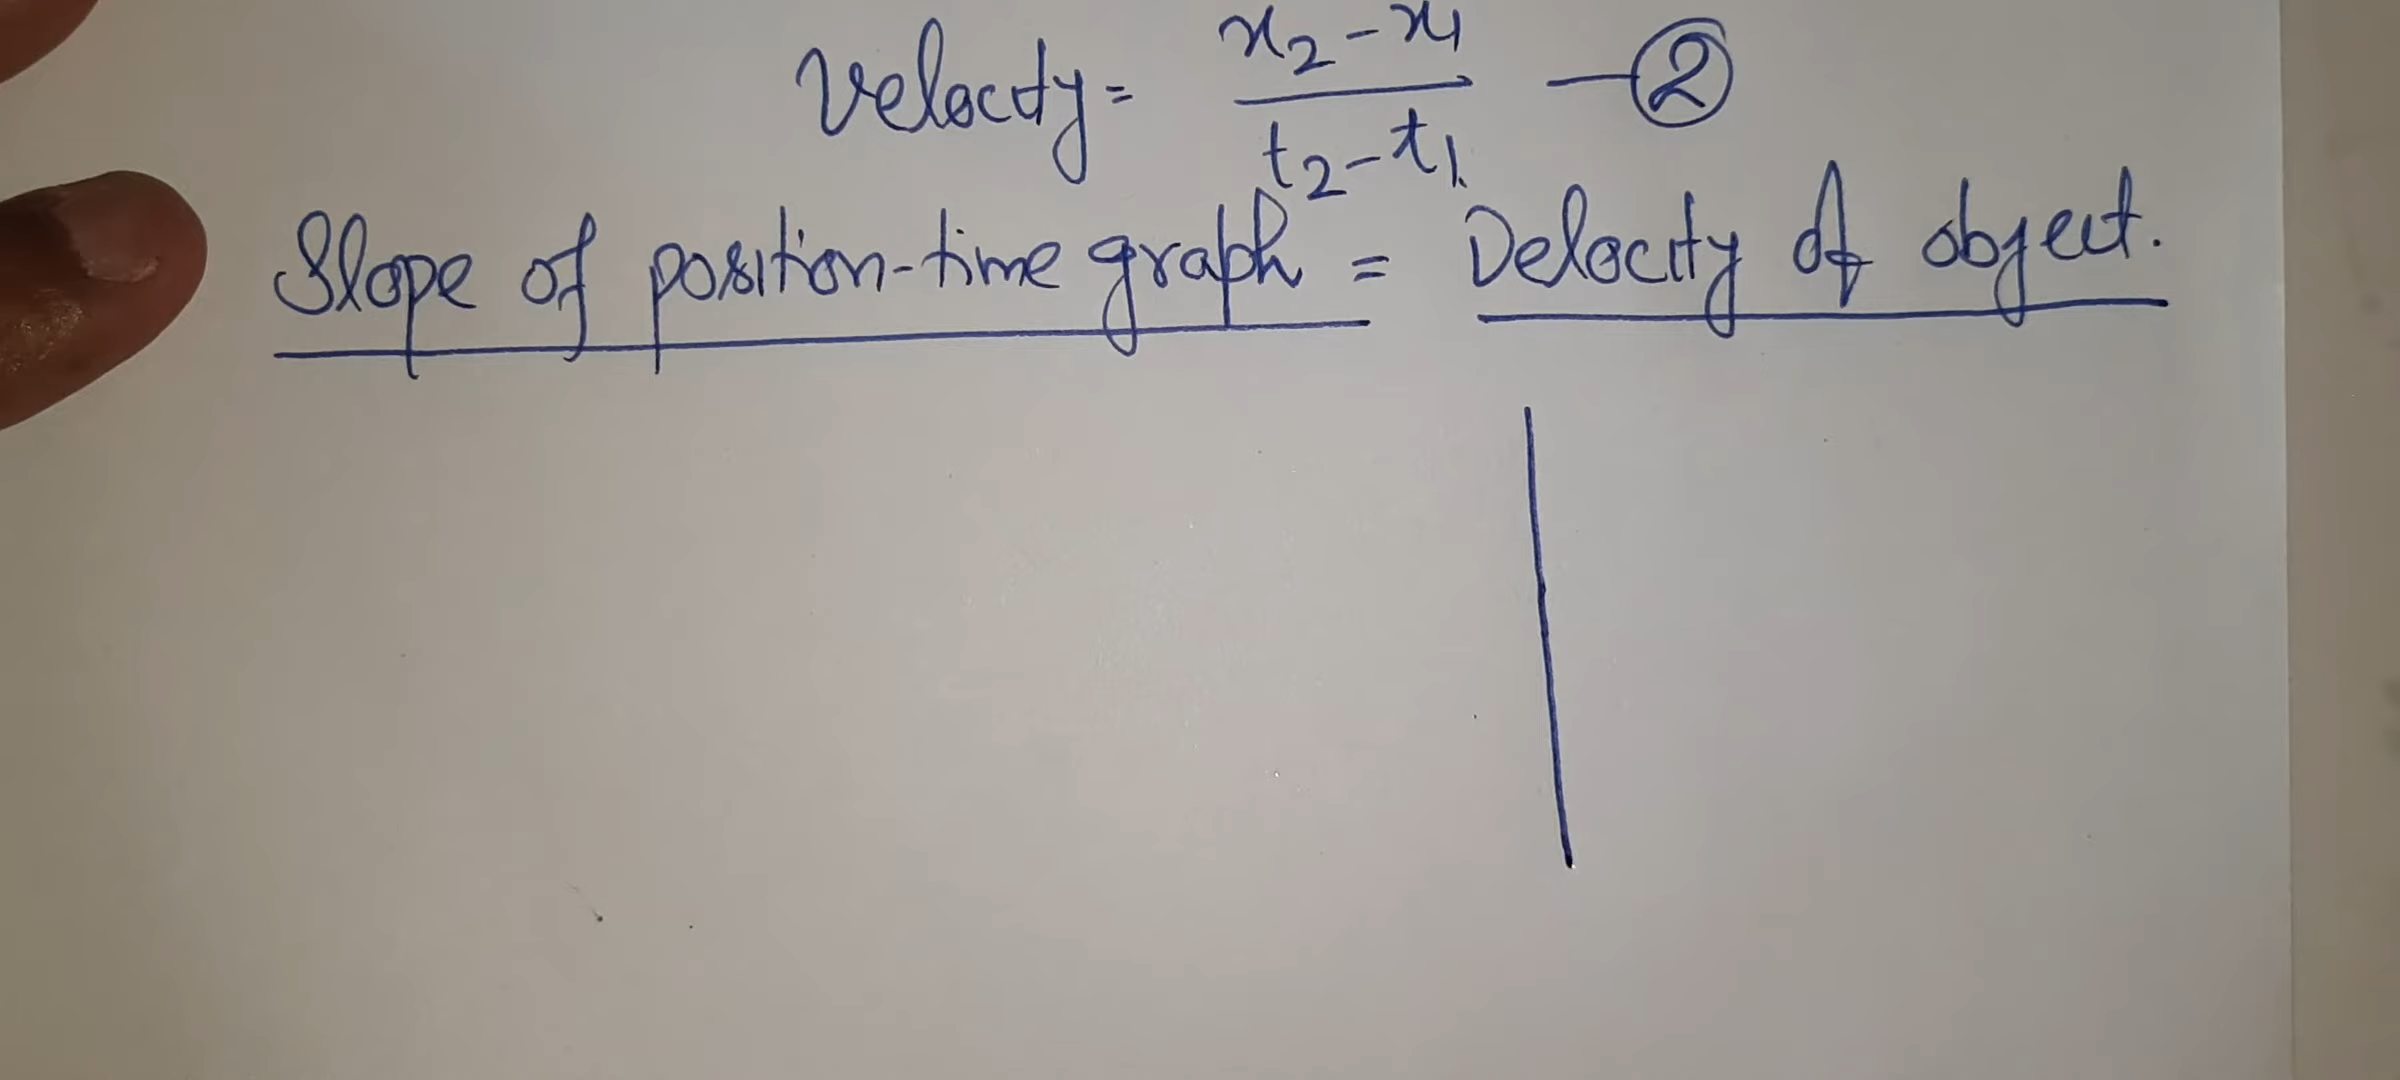 Velocity = x₂ - x₁ / t₂ - t₁ — ②
Slope of position-time graph = Velocity of object.